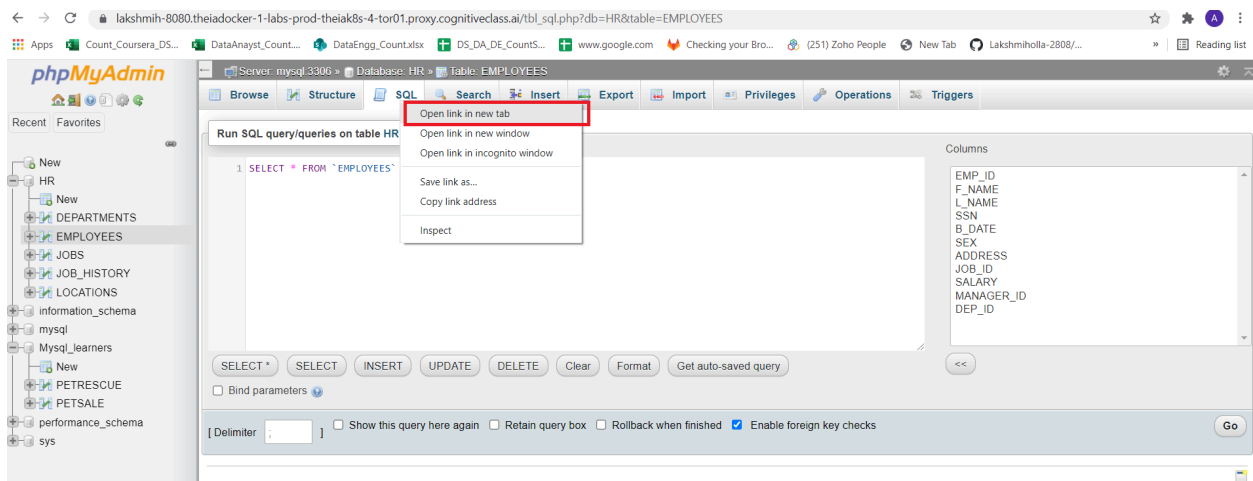 lakshmih-8080.theiadocker-1-labs-prod-theiak8s-4-tor01.proxy.cognitiveclass.ai/tbl_sql.php?db=HR&table=EMPLOYEES
A
Apps Count_Coursera_DS... DataAnayst_Count.... DataEngg_Count.xlsx DS_DA_DE_CountS... www.google.com Checking your Bro... (251) Zoho People New Tab Lakshmiholla-2808/... » Reading list
phpMyAdmin
Recent Favorites
New
HR
New
DEPARTMENTS
EMPLOYEES
JOBS
JOB_HISTORY
LOCATIONS
information_schema
mysql
Mysql_learners
New
PETRESCUE
PETSALE
performance_schema
sys
Server: mysql:3306 » Database: HR » Table: EMPLOYEES
Browse Structure SQL Search Insert Export Import Privileges Operations Triggers
Run SQL query/queries on table HR
1 SELECT * FROM `EMPLOYEES`
Open link in new tab
Open link in new window
Open link in incognito window
Save link as...
Copy link address
Inspect
Columns
EMP_ID
F_NAME
L_NAME
SSN
B_DATE
SEX
ADDRESS
JOB_ID
SALARY
MANAGER_ID
DEP_ID
SELECT * SELECT INSERT UPDATE DELETE Clear Format Get auto-saved query <<
Bind parameters
[ Delimiter ; ] Show this query here again Retain query box Rollback when finished Enable foreign key checks Go